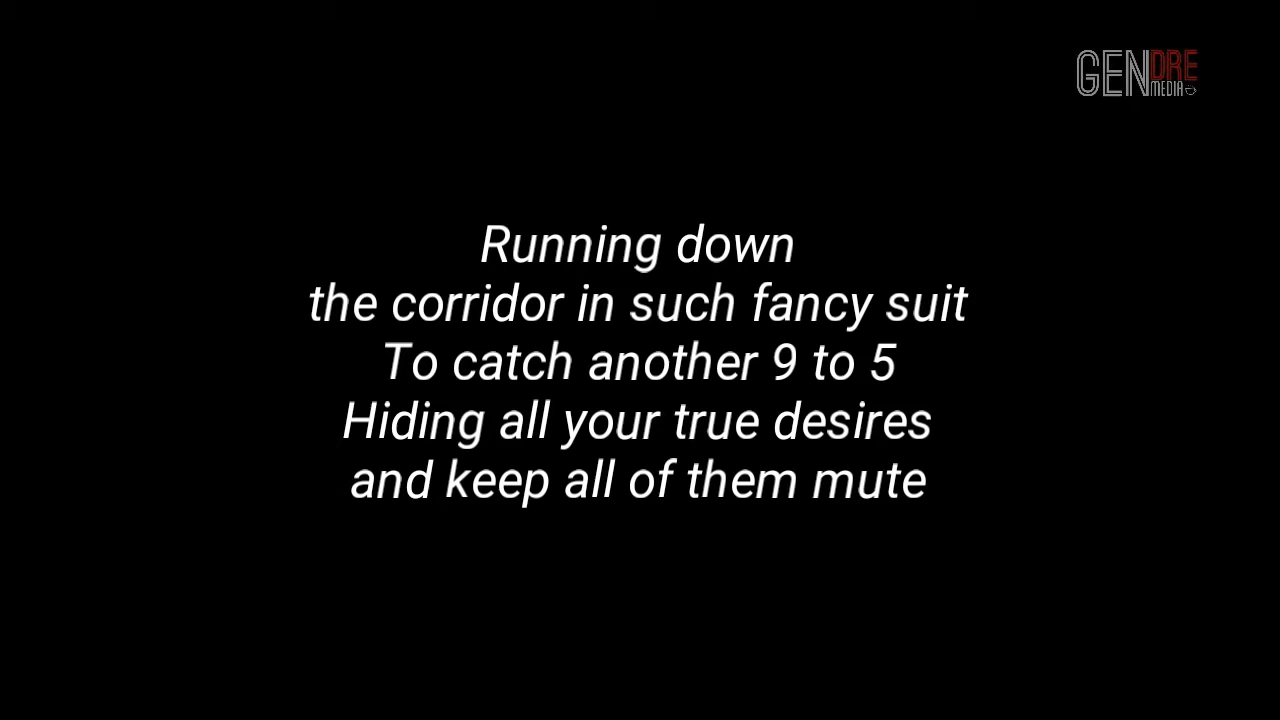 GENDRE
MEDIA
Running down
the corridor in such fancy suit
To catch another 9 to 5
Hiding all your true desires
and keep all of them mute